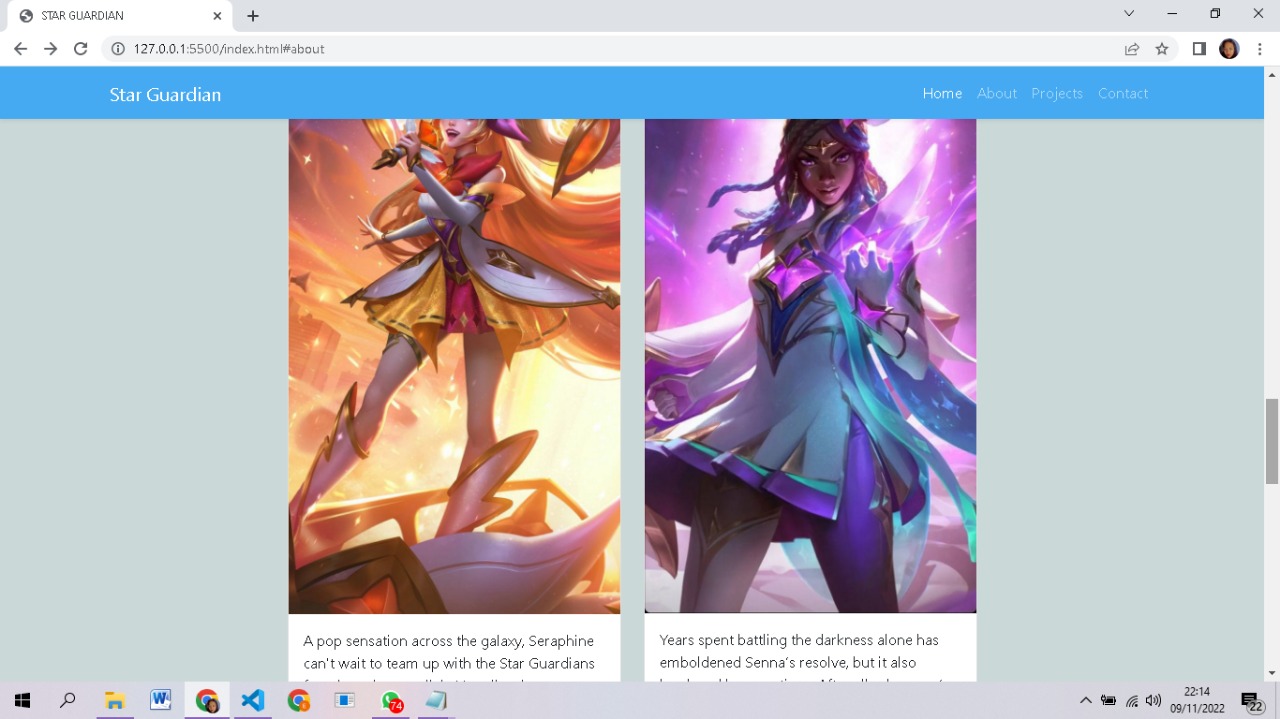 STAR GUARDIAN
127.0.0.1:5500/index.html#about
Star Guardian
Home About Projects Contact
A pop sensation across the galaxy, Seraphine
can't wait to team up with the Star Guardians
Years spent battling the darkness alone has
emboldened Senna's resolve, but it also
74
22:14
09/11/2022
22